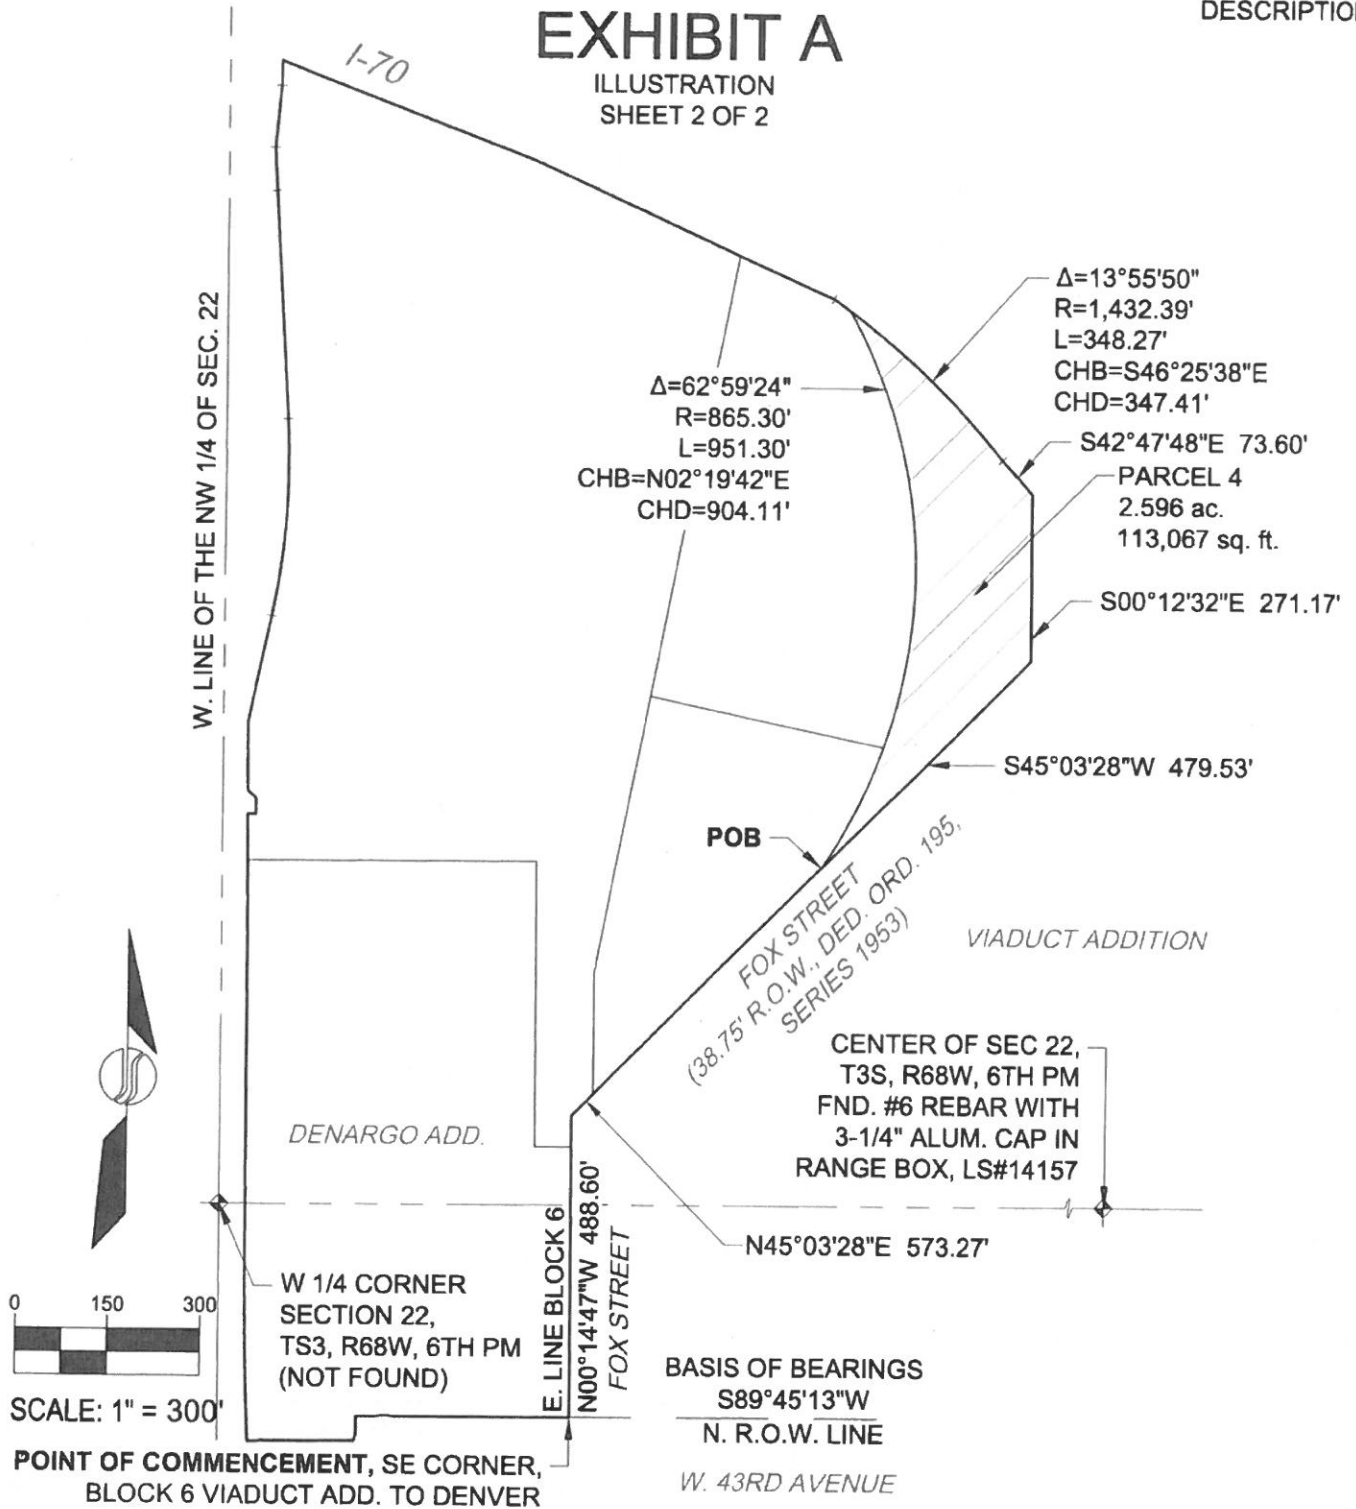 DESCRIPTION
EXHIBIT A
ILLUSTRATION
SHEET 2 OF 2
I-70
W. LINE OF THE NW 1/4 OF SEC. 22
Δ=13°55'50"
R=1,432.39'
L=348.27'
CHB=S46°25'38"E
CHD=347.41'
Δ=62°59'24"
R=865.30'
L=951.30'
CHB=N02°19'42"E
CHD=904.11'
S42°47'48"E 73.60'
PARCEL 4
2.596 ac.
113,067 sq. ft.
S00°12'32"E 271.17'
S45°03'28"W 479.53'
POB
FOX STREET
(38.75' R.O.W., DED. ORD. 195,
SERIES 1953)
VIADUCT ADDITION
CENTER OF SEC 22,
T3S, R68W, 6TH PM
FND. #6 REBAR WITH
3-1/4" ALUM. CAP IN
RANGE BOX, LS#14157
DENARGO ADD.
N45°03'28"E 573.27'
W 1/4 CORNER
SECTION 22,
TS3, R68W, 6TH PM
(NOT FOUND)
E. LINE BLOCK 6
N00°14'47"W 488.60'
FOX STREET
0 150 300
SCALE: 1" = 300'
BASIS OF BEARINGS
S89°45'13"W
N. R.O.W. LINE
W. 43RD AVENUE
POINT OF COMMENCEMENT, SE CORNER,
BLOCK 6 VIADUCT ADD. TO DENVER